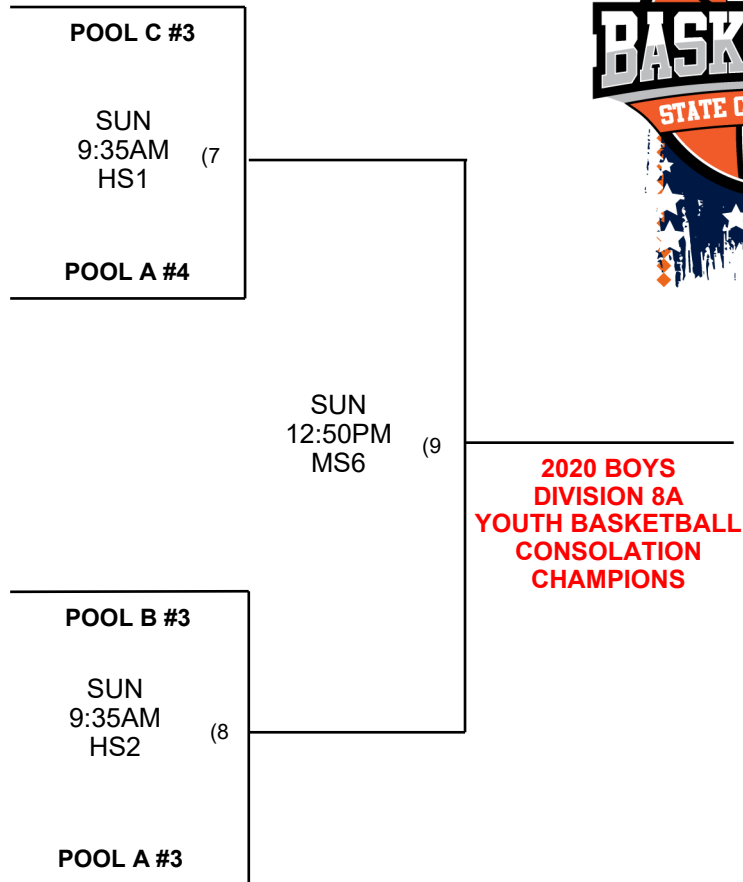 POOL C #3
SUN
9:35AM
HS1
(7
POOL A #4
SUN
12:50PM
MS6
(9
2020 BOYS
DIVISION 8A
YOUTH BASKETBALL
CONSOLATION
CHAMPIONS
POOL B #3
SUN
9:35AM
HS2
(8
POOL A #3
STATE